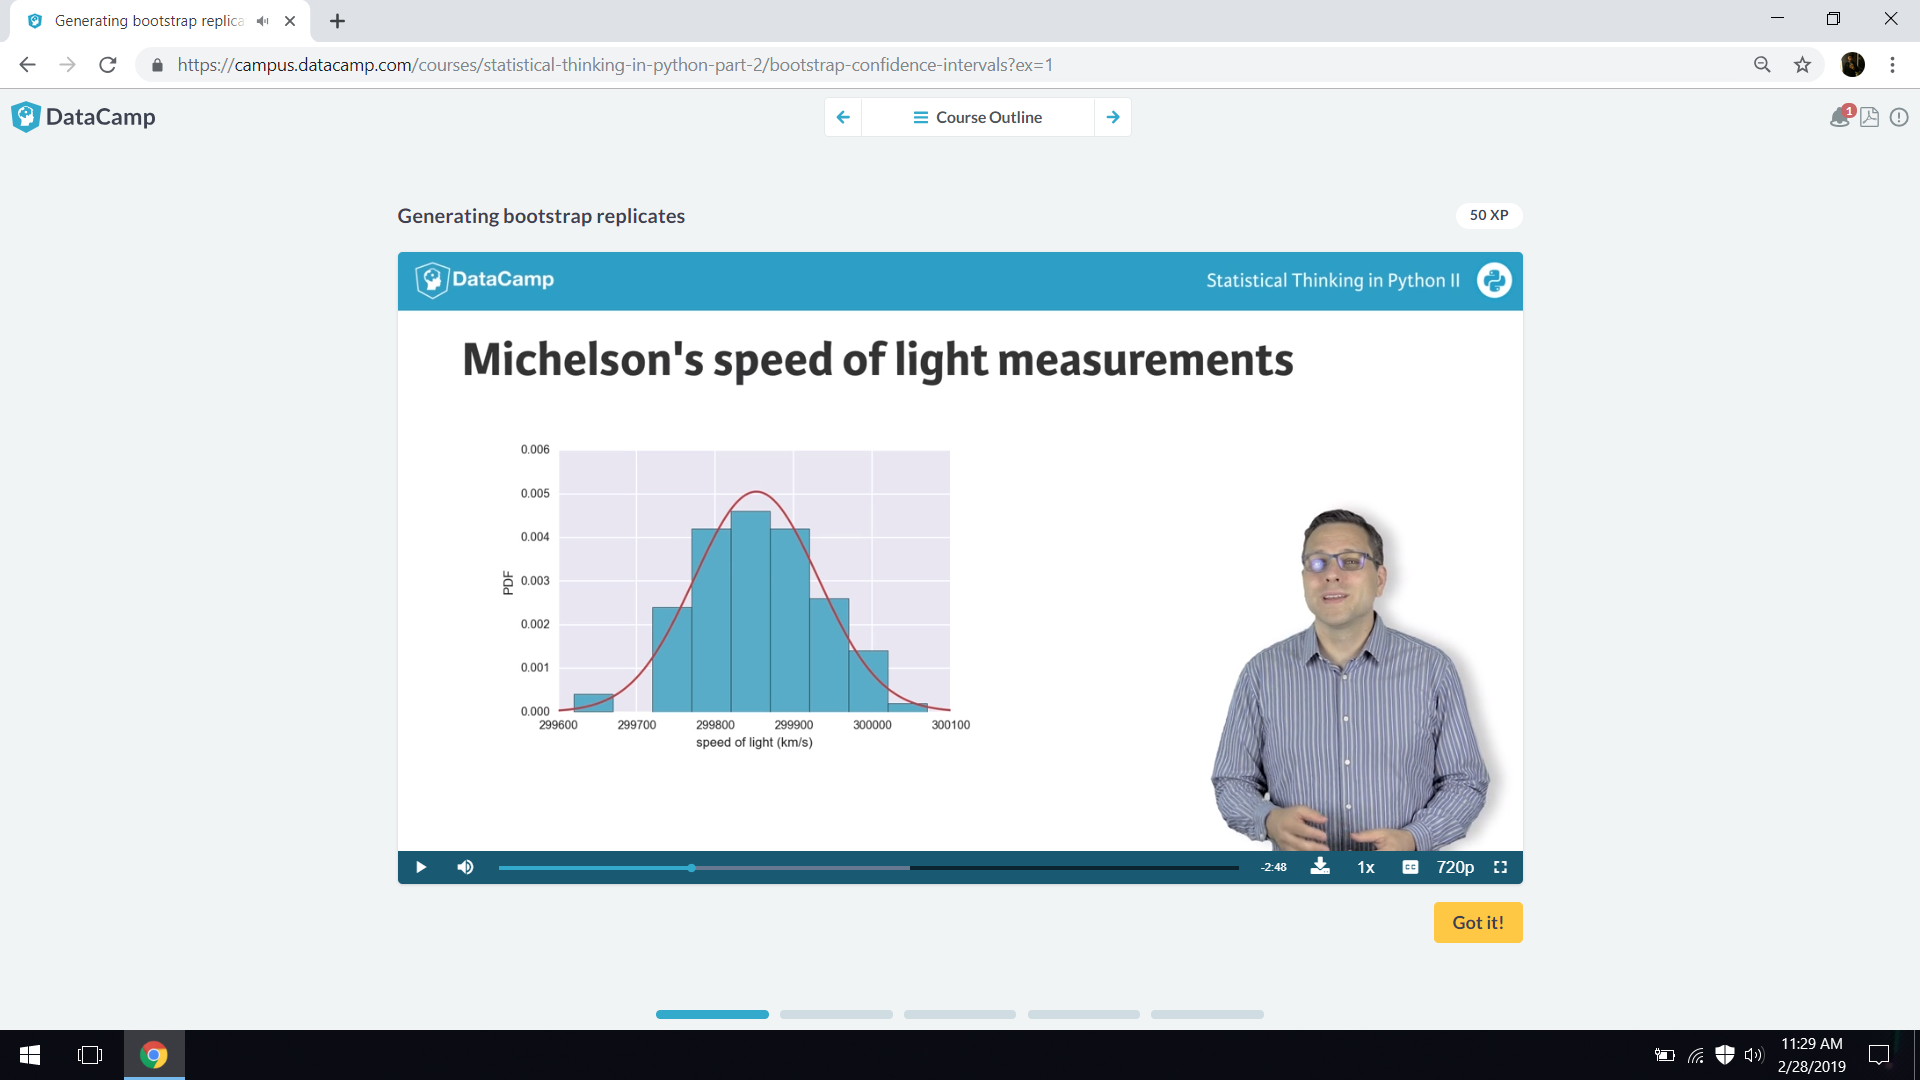 Generating bootstrap replica
https://campus.datacamp.com/courses/statistical-thinking-in-python-part-2/bootstrap-confidence-intervals?ex=1
DataCamp
Course Outline
1
Generating bootstrap replicates
50 XP
DataCamp
Statistical Thinking in Python II
Michelson's speed of light measurements
0.006
0.005
0.004
0.003
0.002
0.001
0.000
PDF
299600 299700 299800 299900 300000 300100
speed of light (km/s)
-2:48
1x
CC
720p
Got it!
11:29 AM
2/28/2019